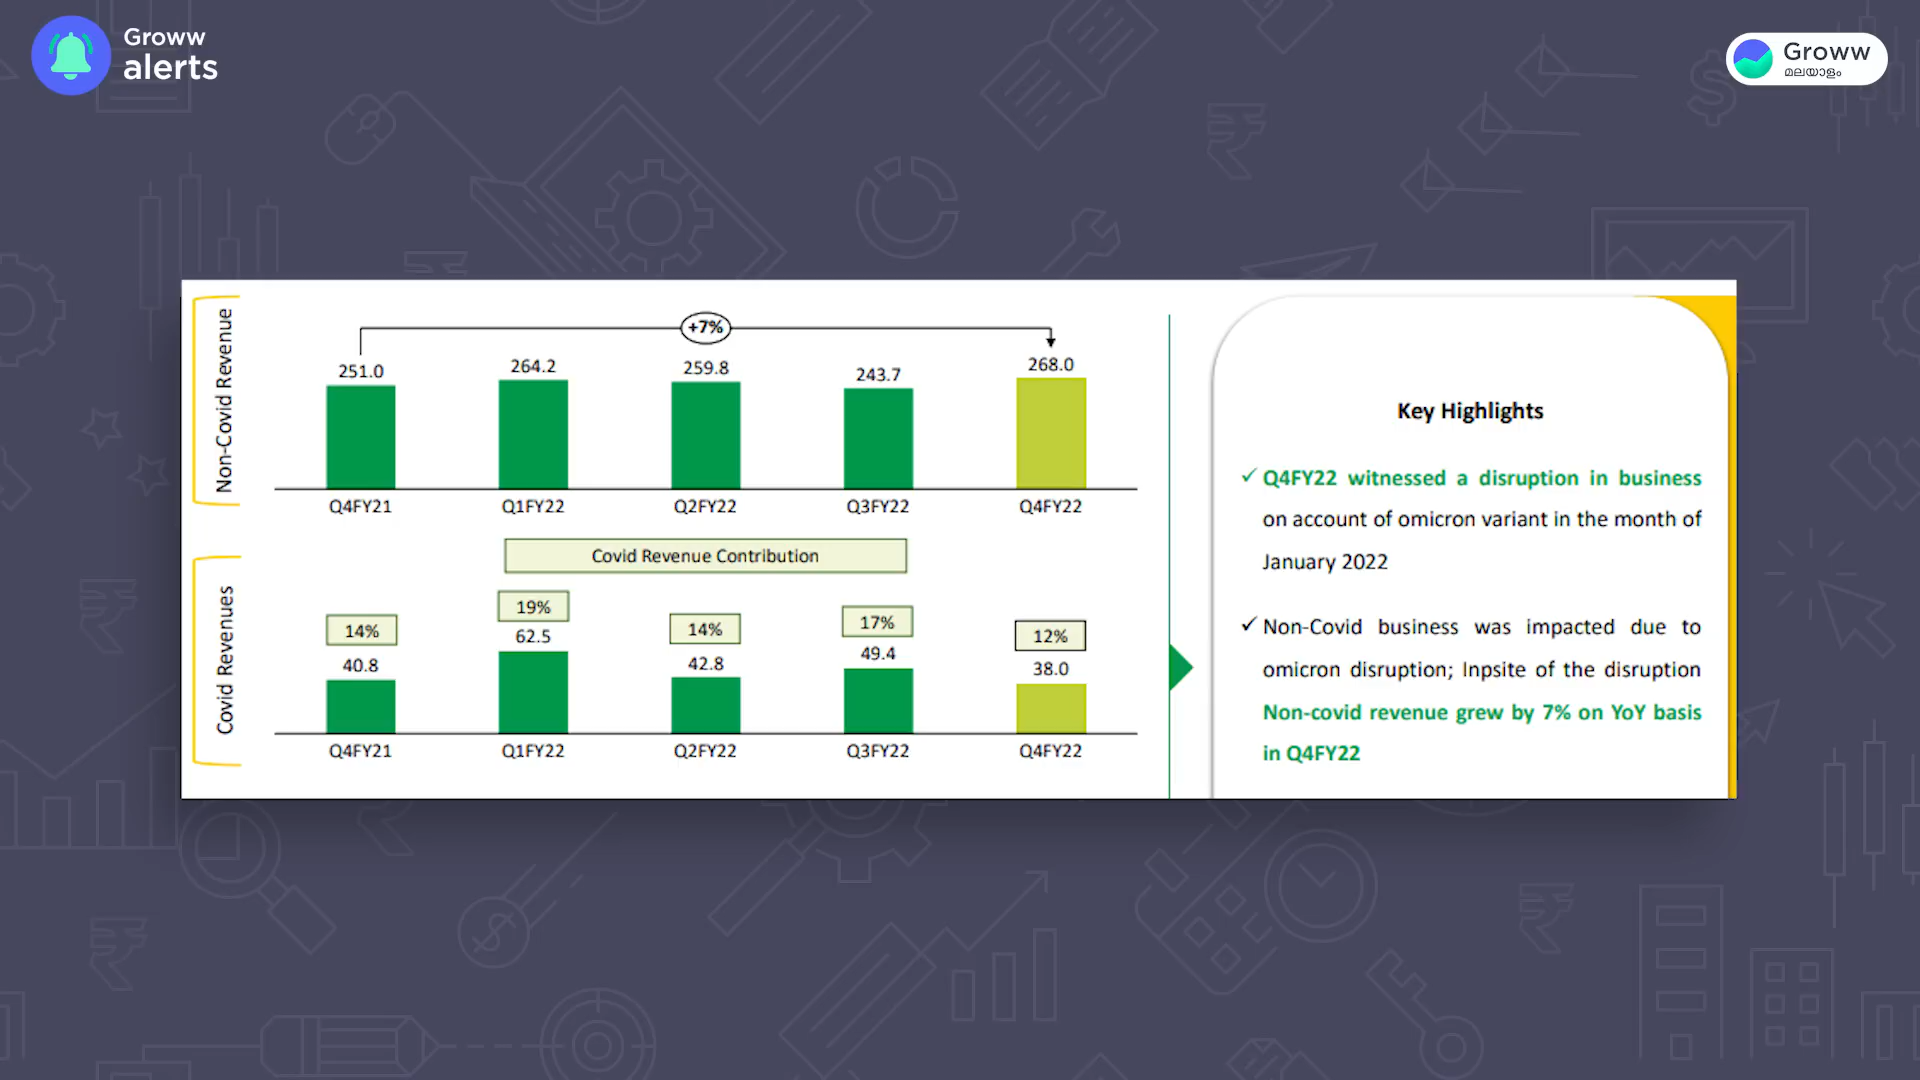 Groww
alerts
Groww
മലയാളം
Non-Covid Revenue
+7%
251.0 264.2 259.8 243.7 268.0
Q4FY21 Q1FY22 Q2FY22 Q3FY22 Q4FY22
Covid Revenue Contribution
Covid Revenues
14% 19% 14% 17% 12%
40.8 62.5 42.8 49.4 38.0
Q4FY21 Q1FY22 Q2FY22 Q3FY22 Q4FY22
Key Highlights
✓ Q4FY22 witnessed a disruption in business
on account of omicron variant in the month of
January 2022
✓ Non-Covid business was impacted due to
omicron disruption; Inpsite of the disruption
Non-covid revenue grew by 7% on YoY basis
in Q4FY22